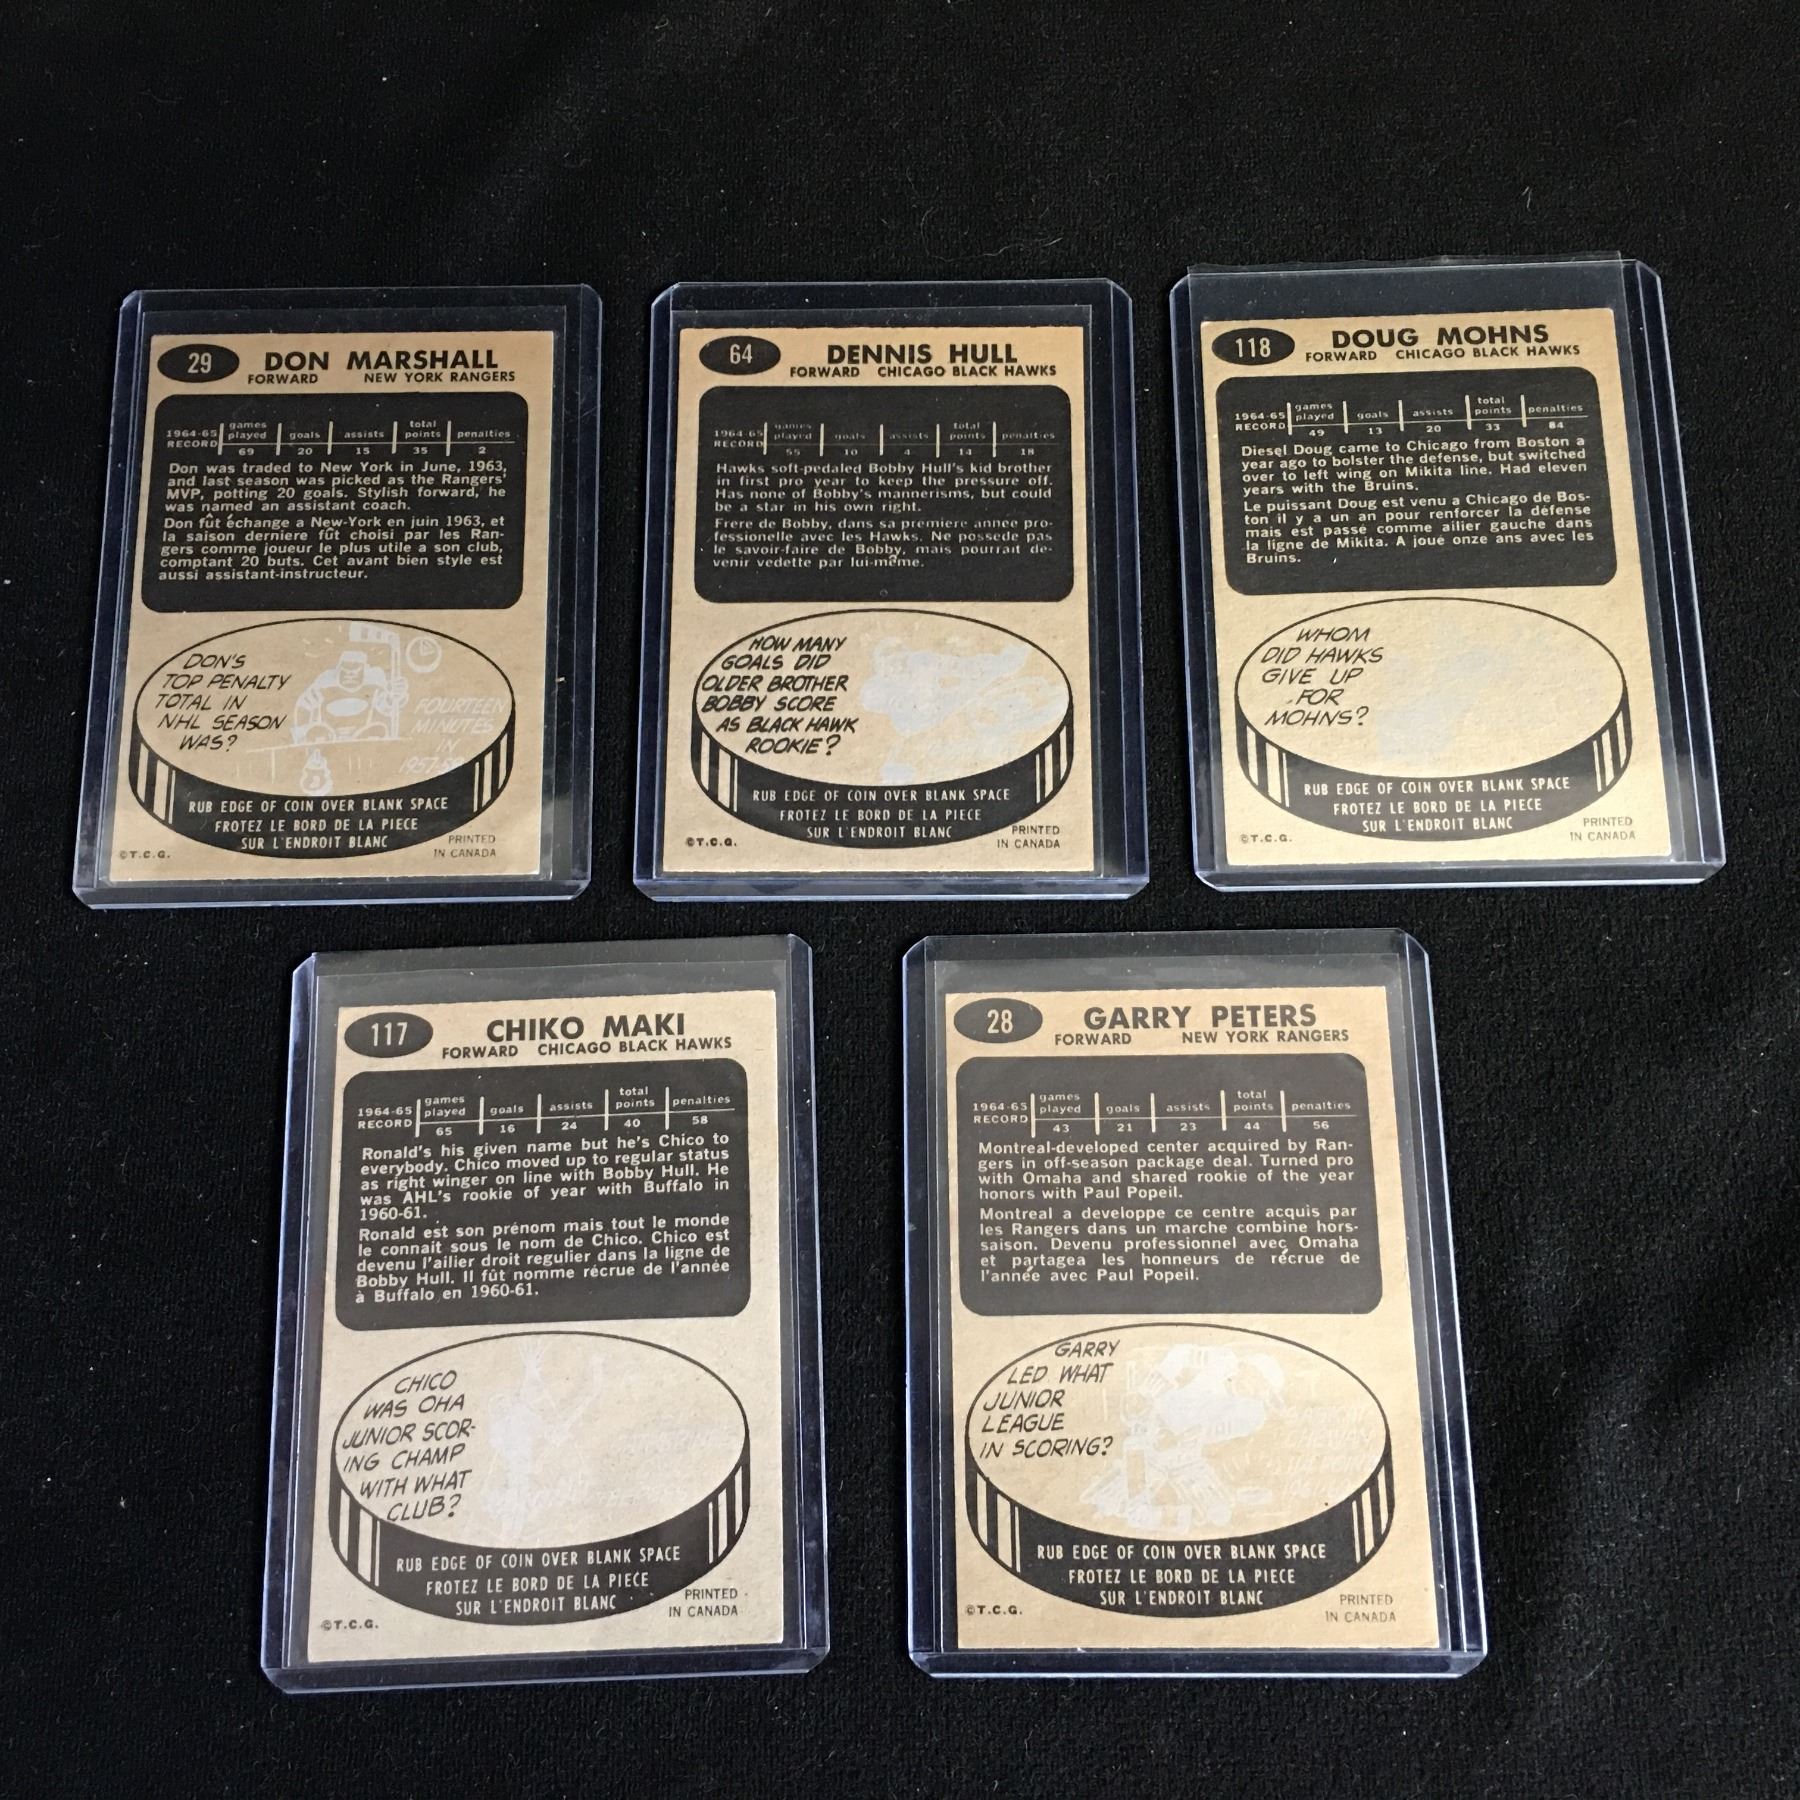 29
DON MARSHALL
FORWARD NEW YORK RANGERS
1964-65 RECORD games played goals assists total points penalties
69 20 15 35 2
Don was traded to New York in June, 1963,
and last season was picked as the Rangers'
MVP, potting 20 goals. Stylish forward, he
was named an assistant coach.
Don fût échange a New-York en juin 1963, et
la saison derniere fût choisi par les Ran-
gers comme joueur le plus utile a son club,
comptant 20 buts. Cet avant bien style est
aussi assistant-instructeur.
DON'S
TOP PENALTY
TOTAL IN
NHL SEASON
WAS?
FOURTEEN
MINUTES
IN
RUB EDGE OF COIN OVER BLANK SPACE
FROTEZ LE BORD DE LA PIECE
SUR L'ENDROIT BLANC
©T.C.G.
PRINTED
IN CANADA
64
DENNIS HULL
FORWARD CHICAGO BLACK HAWKS
1964-65 RECORD games played goals assists total points penalties
55 10 4 14 18
Hawks soft-pedaled Bobby Hull's kid brother
in first pro year to keep the pressure off.
Has none of Bobby's mannerisms, but could
be a star in his own right.
Frere de Bobby, dans sa premiere annee pro-
fessionelle avec les Hawks. Ne possede pas
le savoir-faire de Bobby, mais pourrait de-
venir vedette par lui-même.
HOW MANY
GOALS DID
OLDER BROTHER
BOBBY SCORE
AS BLACK HAWK
ROOKIE?
RUB EDGE OF COIN OVER BLANK SPACE
FROTEZ LE BORD DE LA PIECE
SUR L'ENDROIT BLANC
©T.C.G.
PRINTED
IN CANADA
118
DOUG MOHNS
FORWARD CHICAGO BLACK HAWKS
1964-65 RECORD games played goals assists total points penalties
49 13 20 33 84
Diesel Doug came to Chicago from Boston a
year ago to bolster the defense, but switched
over to left wing on Mikita line. Had eleven
years with the Bruins.
Le puissant Doug est venu a Chicago de Bos-
ton il y a un an pour renforcer la défense
mais est passé comme ailier gauche dans
la ligne de Mikita. A joué onze ans avec les
Bruins.
WHOM
DID HAWKS
GIVE UP
FOR
MOHNS?
RUB EDGE OF COIN OVER BLANK SPACE
FROTEZ LE BORD DE LA PIECE
SUR L'ENDROIT BLANC
©T.C.G.
PRINTED
IN CANADA
117
CHIKO MAKI
FORWARD CHICAGO BLACK HAWKS
1964-65 RECORD games played goals assists total points penalties
65 16 24 40 58
Ronald's his given name but he's Chico to
everybody. Chico moved up to regular status
as right winger on line with Bobby Hull. He
was AHL's rookie of year with Buffalo in
1960-61.
Ronald est son prénom mais tout le monde
le connait sous le nom de Chico. Chico est
devenu l'ailier droit regulier dans la ligne de
Bobby Hull. Il fût nomme récrue de l'année
à Buffalo en 1960-61.
CHICO
WAS OHA
JUNIOR SCOR-
ING CHAMP
WITH WHAT
CLUB?
RUB EDGE OF COIN OVER BLANK SPACE
FROTEZ LE BORD DE LA PIECE
SUR L'ENDROIT BLANC
©T.C.G.
PRINTED
IN CANADA
28
GARRY PETERS
FORWARD NEW YORK RANGERS
1964-65 RECORD games played goals assists total points penalties
43 21 23 44 56
Montreal-developed center acquired by Ran-
gers in off-season package deal. Turned pro
with Omaha and shared rookie of the year
honors with Paul Popeil.
Montreal a developpe ce centre acquis par
les Rangers dans un marche combine hors-
saison. Devenu professionnel avec Omaha
et partagea les honneurs de récrue de
l'année avec Paul Popeil.
GARRY
LED WHAT
JUNIOR
LEAGUE
IN SCORING?
RUB EDGE OF COIN OVER BLANK SPACE
FROTEZ LE BORD DE LA PIECE
SUR L'ENDROIT BLANC
©T.C.G.
PRINTED
IN CANADA